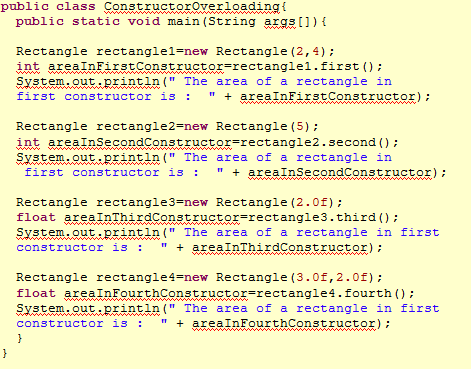 public class ConstructorOverloading{
public static void main(String args[]){
Rectangle rectangle1=new Rectangle(2,4);
int areaInFirstConstructor=rectangle1.first();
System.out.println(" The area of a rectangle in
first constructor is :  " + areaInFirstConstructor);
Rectangle rectangle2=new Rectangle(5);
int areaInSecondConstructor=rectangle2.second();
System.out.println(" The area of a rectangle in
first constructor is :  " + areaInSecondConstructor);
Rectangle rectangle3=new Rectangle(2.0f);
float areaInThirdConstructor=rectangle3.third();
System.out.println(" The area of a rectangle in first
constructor is :  " + areaInThirdConstructor);
Rectangle rectangle4=new Rectangle(3.0f,2.0f);
float areaInFourthConstructor=rectangle4.fourth();
System.out.println(" The area of a rectangle in first
constructor is :  " + areaInFourthConstructor);
}
}